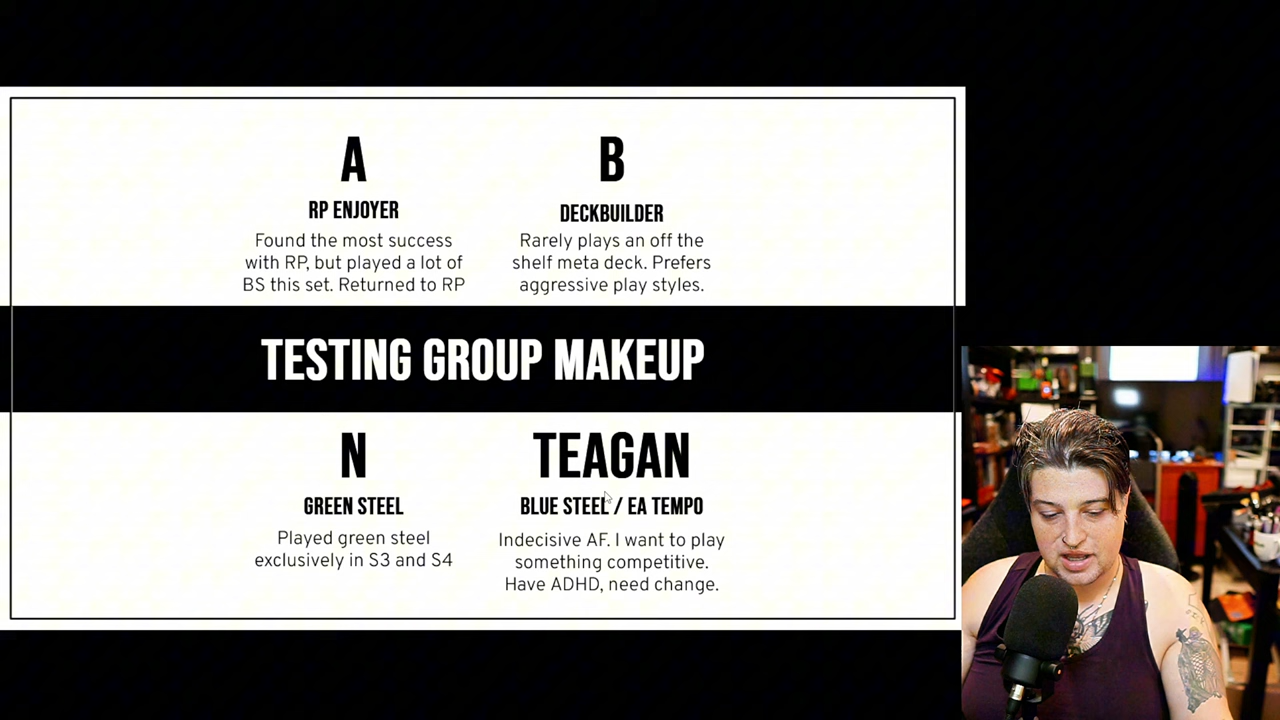 A
RP ENJOYER
Found the most success
with RP, but played a lot of
BS this set. Returned to RP
B
DECKBUILDER
Rarely plays an off the
shelf meta deck. Prefers
aggressive play styles.
TESTING GROUP MAKEUP
N
GREEN STEEL
Played green steel
exclusively in S3 and S4
TEAGAN
BLUE STEEL / EA TEMPO
Indecisive AF. I want to play
something competitive.
Have ADHD, need change.